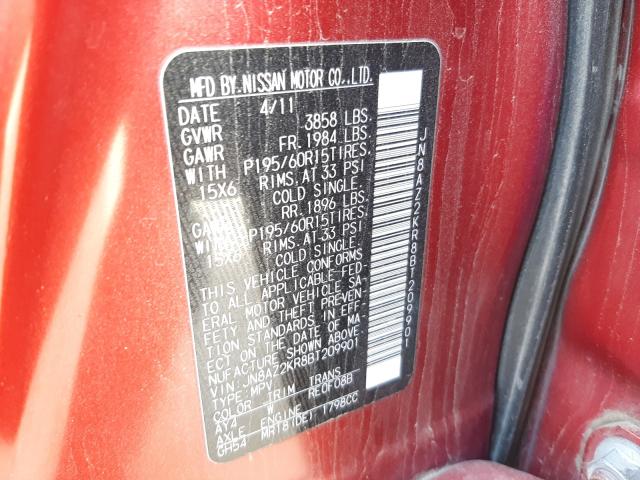 MFD BY NISSAN MOTOR CO.,LTD.
DATE 4/11
GVWR 3858 LBS.
GAWR FR. 1984 LBS.
WITH P195/60R15TIRES.
15X6 RIMS. AT 33 PSI
COLD SINGLE.
GAWR RR. 1896 LBS.
WITH P195/60R15TIRES.
15X6 RIMS. AT 33 PSI
COLD SINGLE.
THIS VEHICLE CONFORMS
TO ALL APPLICABLE FED-
ERAL MOTOR VEHICLE SA-
FETY AND THEFT PREVEN-
TION STANDARDS IN EFF-
ECT ON THE DATE OF MA-
NUFACTURE SHOWN ABOVE.
VIN:JN8AZ2KR8BT209901
TYPE:MPV
COLOR TRIM TRANS
AY4 W RE0F08B
AXLE ENGINE
GH54 MR18(DE) 1798CC
JN8AZ2KR8BT209901